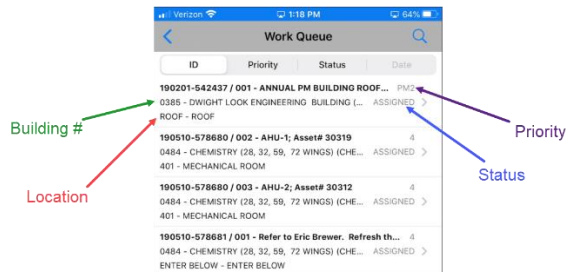 Verizon 1:18 PM 64%
Work Queue
ID Priority Status Date
190201-542437 / 001 - ANNUAL PM BUILDING ROOF... PM2
0385 - DWIGHT LOOK ENGINEERING BUILDING (... ASSIGNED
ROOF - ROOF
190510-578680 / 002 - AHU-1; Asset# 30319 4
0484 - CHEMISTRY (28, 32, 59, 72 WINGS) (CHE... ASSIGNED
401 - MECHANICAL ROOM
190510-578680 / 003 - AHU-2; Asset# 30312 4
0484 - CHEMISTRY (28, 32, 59, 72 WINGS) (CHE... ASSIGNED
401 - MECHANICAL ROOM
190510-578681 / 001 - Refer to Eric Brewer. Refresh th... 4
0484 - CHEMISTRY (28, 32, 59, 72 WINGS) (CHE... ASSIGNED
ENTER BELOW - ENTER BELOW
Building #
Location
Priority
Status